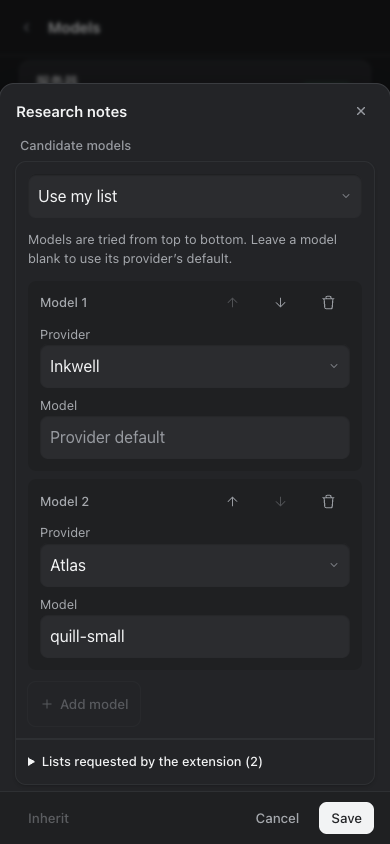 Models
Research notes
Candidate models
Use my list
Models are tried from top to bottom. Leave a model
blank to use its provider's default.
Model 1
Provider
Inkwell
Model
Provider default
Model 2
Provider
Atlas
Model
quill-small
+ Add model
Lists requested by the extension (2)
Inherit
Cancel
Save